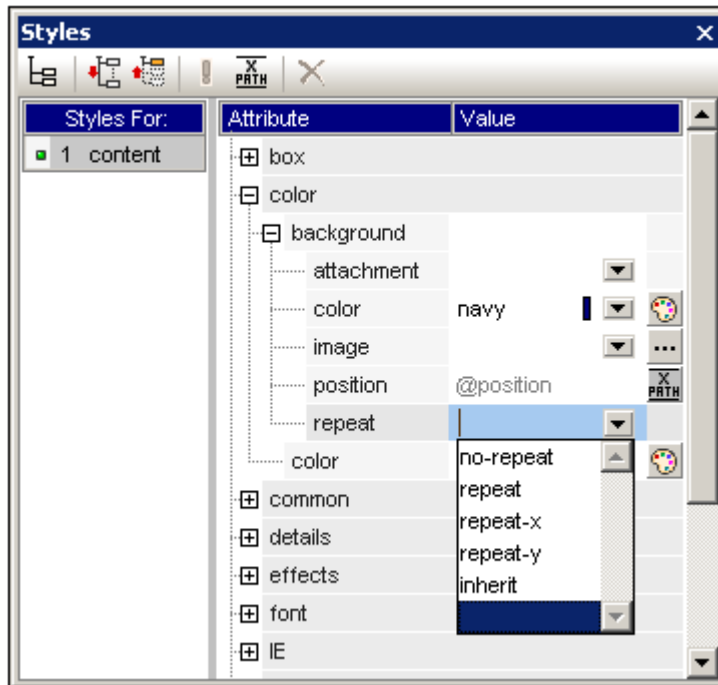 Styles
X
PATH
Styles For:
Attribute Value
1 content
box
color
background
attachment
color navy
image
position @position
X
PATH
repeat
color
no-repeat
repeat
repeat-x
repeat-y
inherit
common
details
effects
font
IE